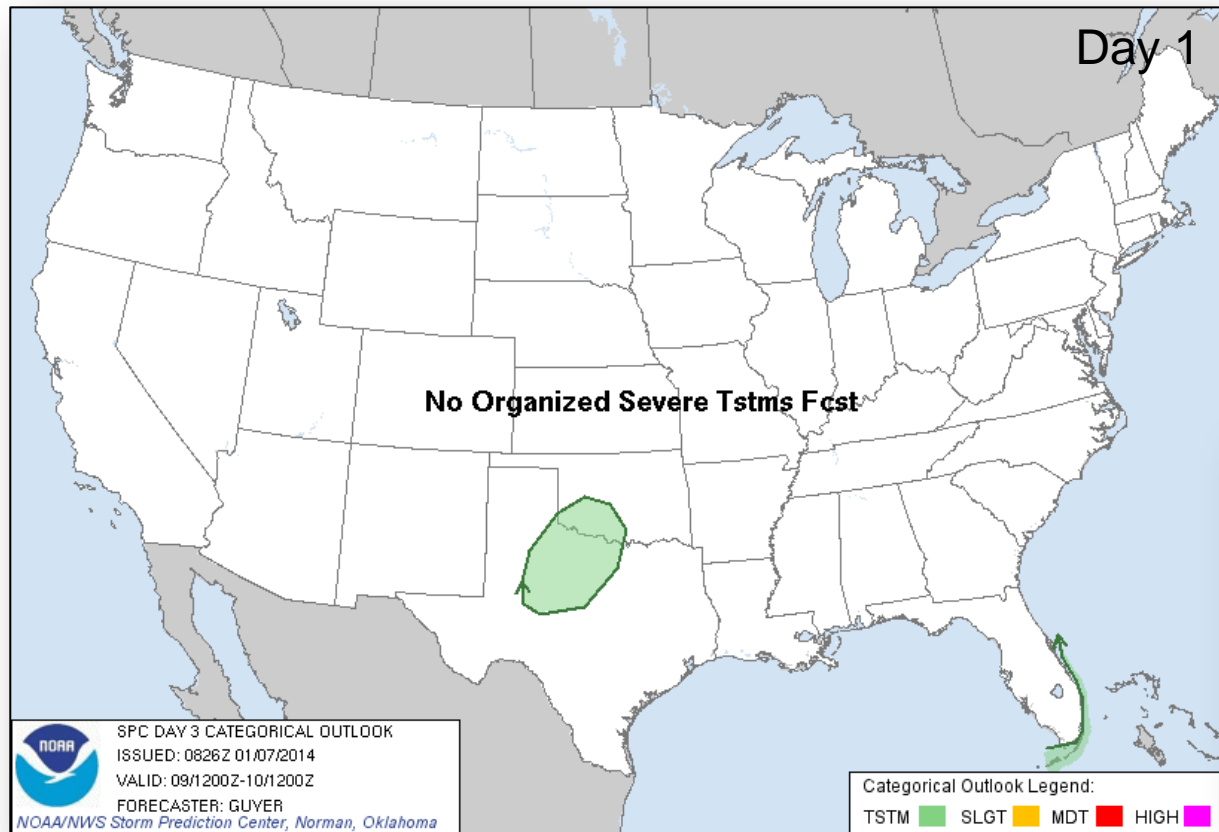 Day 1
No Organized Severe Tstms Fcst
NOAA
SPC DAY 3 CATEGORICAL OUTLOOK
ISSUED: 0826Z 01/07/2014
VALID: 09/1200Z-10/1200Z
FORECASTER: GUYER
NOAA/NWS Storm Prediction Center, Norman, Oklahoma
Categorical Outlook Legend:
TSTM SLGT MDT HIGH